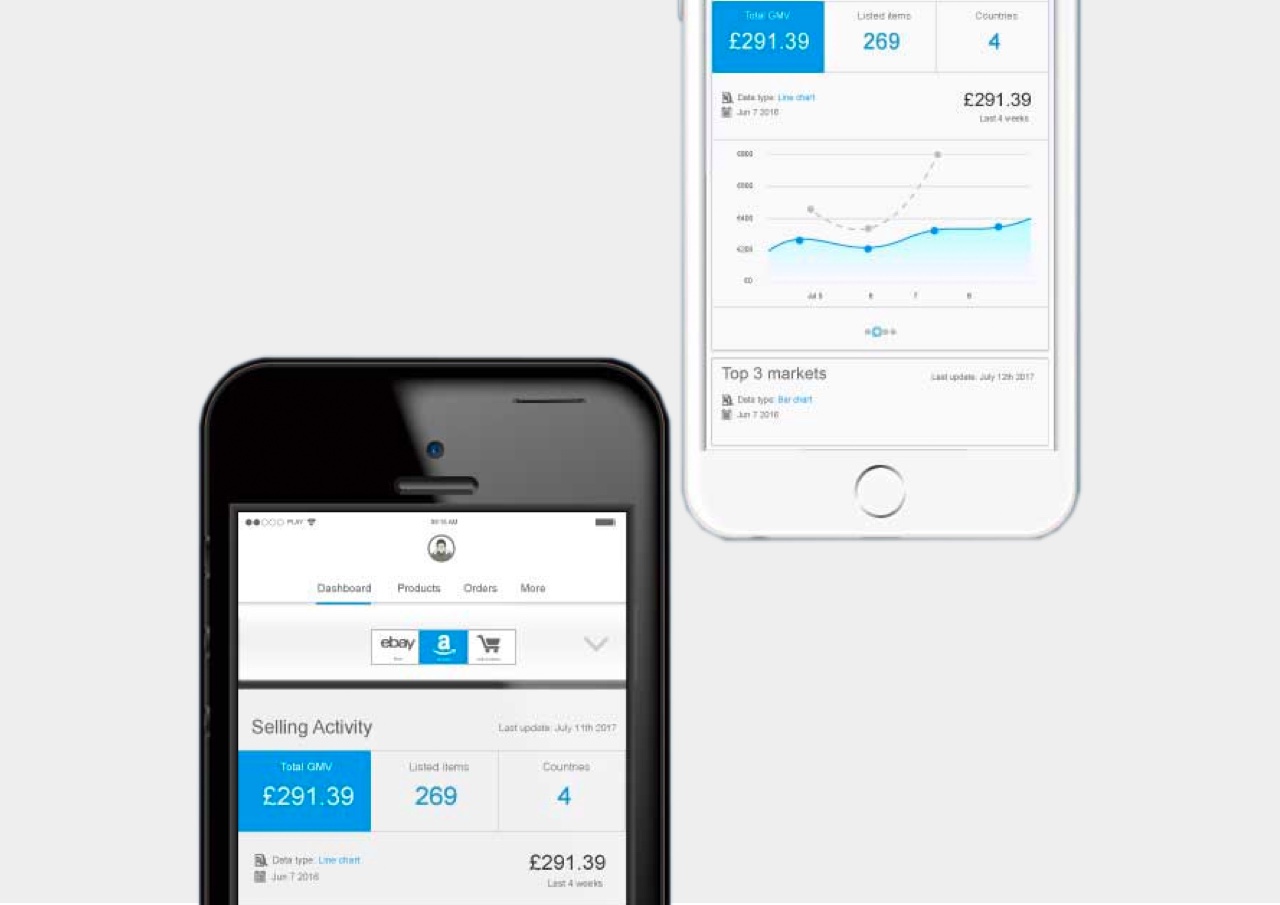 Total GMV
Listed items
Countries
£291.39
269
4
Data type: Line chart
Jun 7 2016
£291.39
Last 4 weeks
€800
€600
€400
€200
€0
Jul 5
6
7
8
Top 3 markets
Last update: July 12th 2017
Data type: Bar chart
Jun 7 2016
PLAY
AM
Dashboard
Products
Orders
More
ebay
a
Selling Activity
Last update: July 11th 2017
Total GMV
Listed items
Countries
£291.39
269
4
Data type: Line chart
Jun 7 2016
£291.39
Last 4 weeks